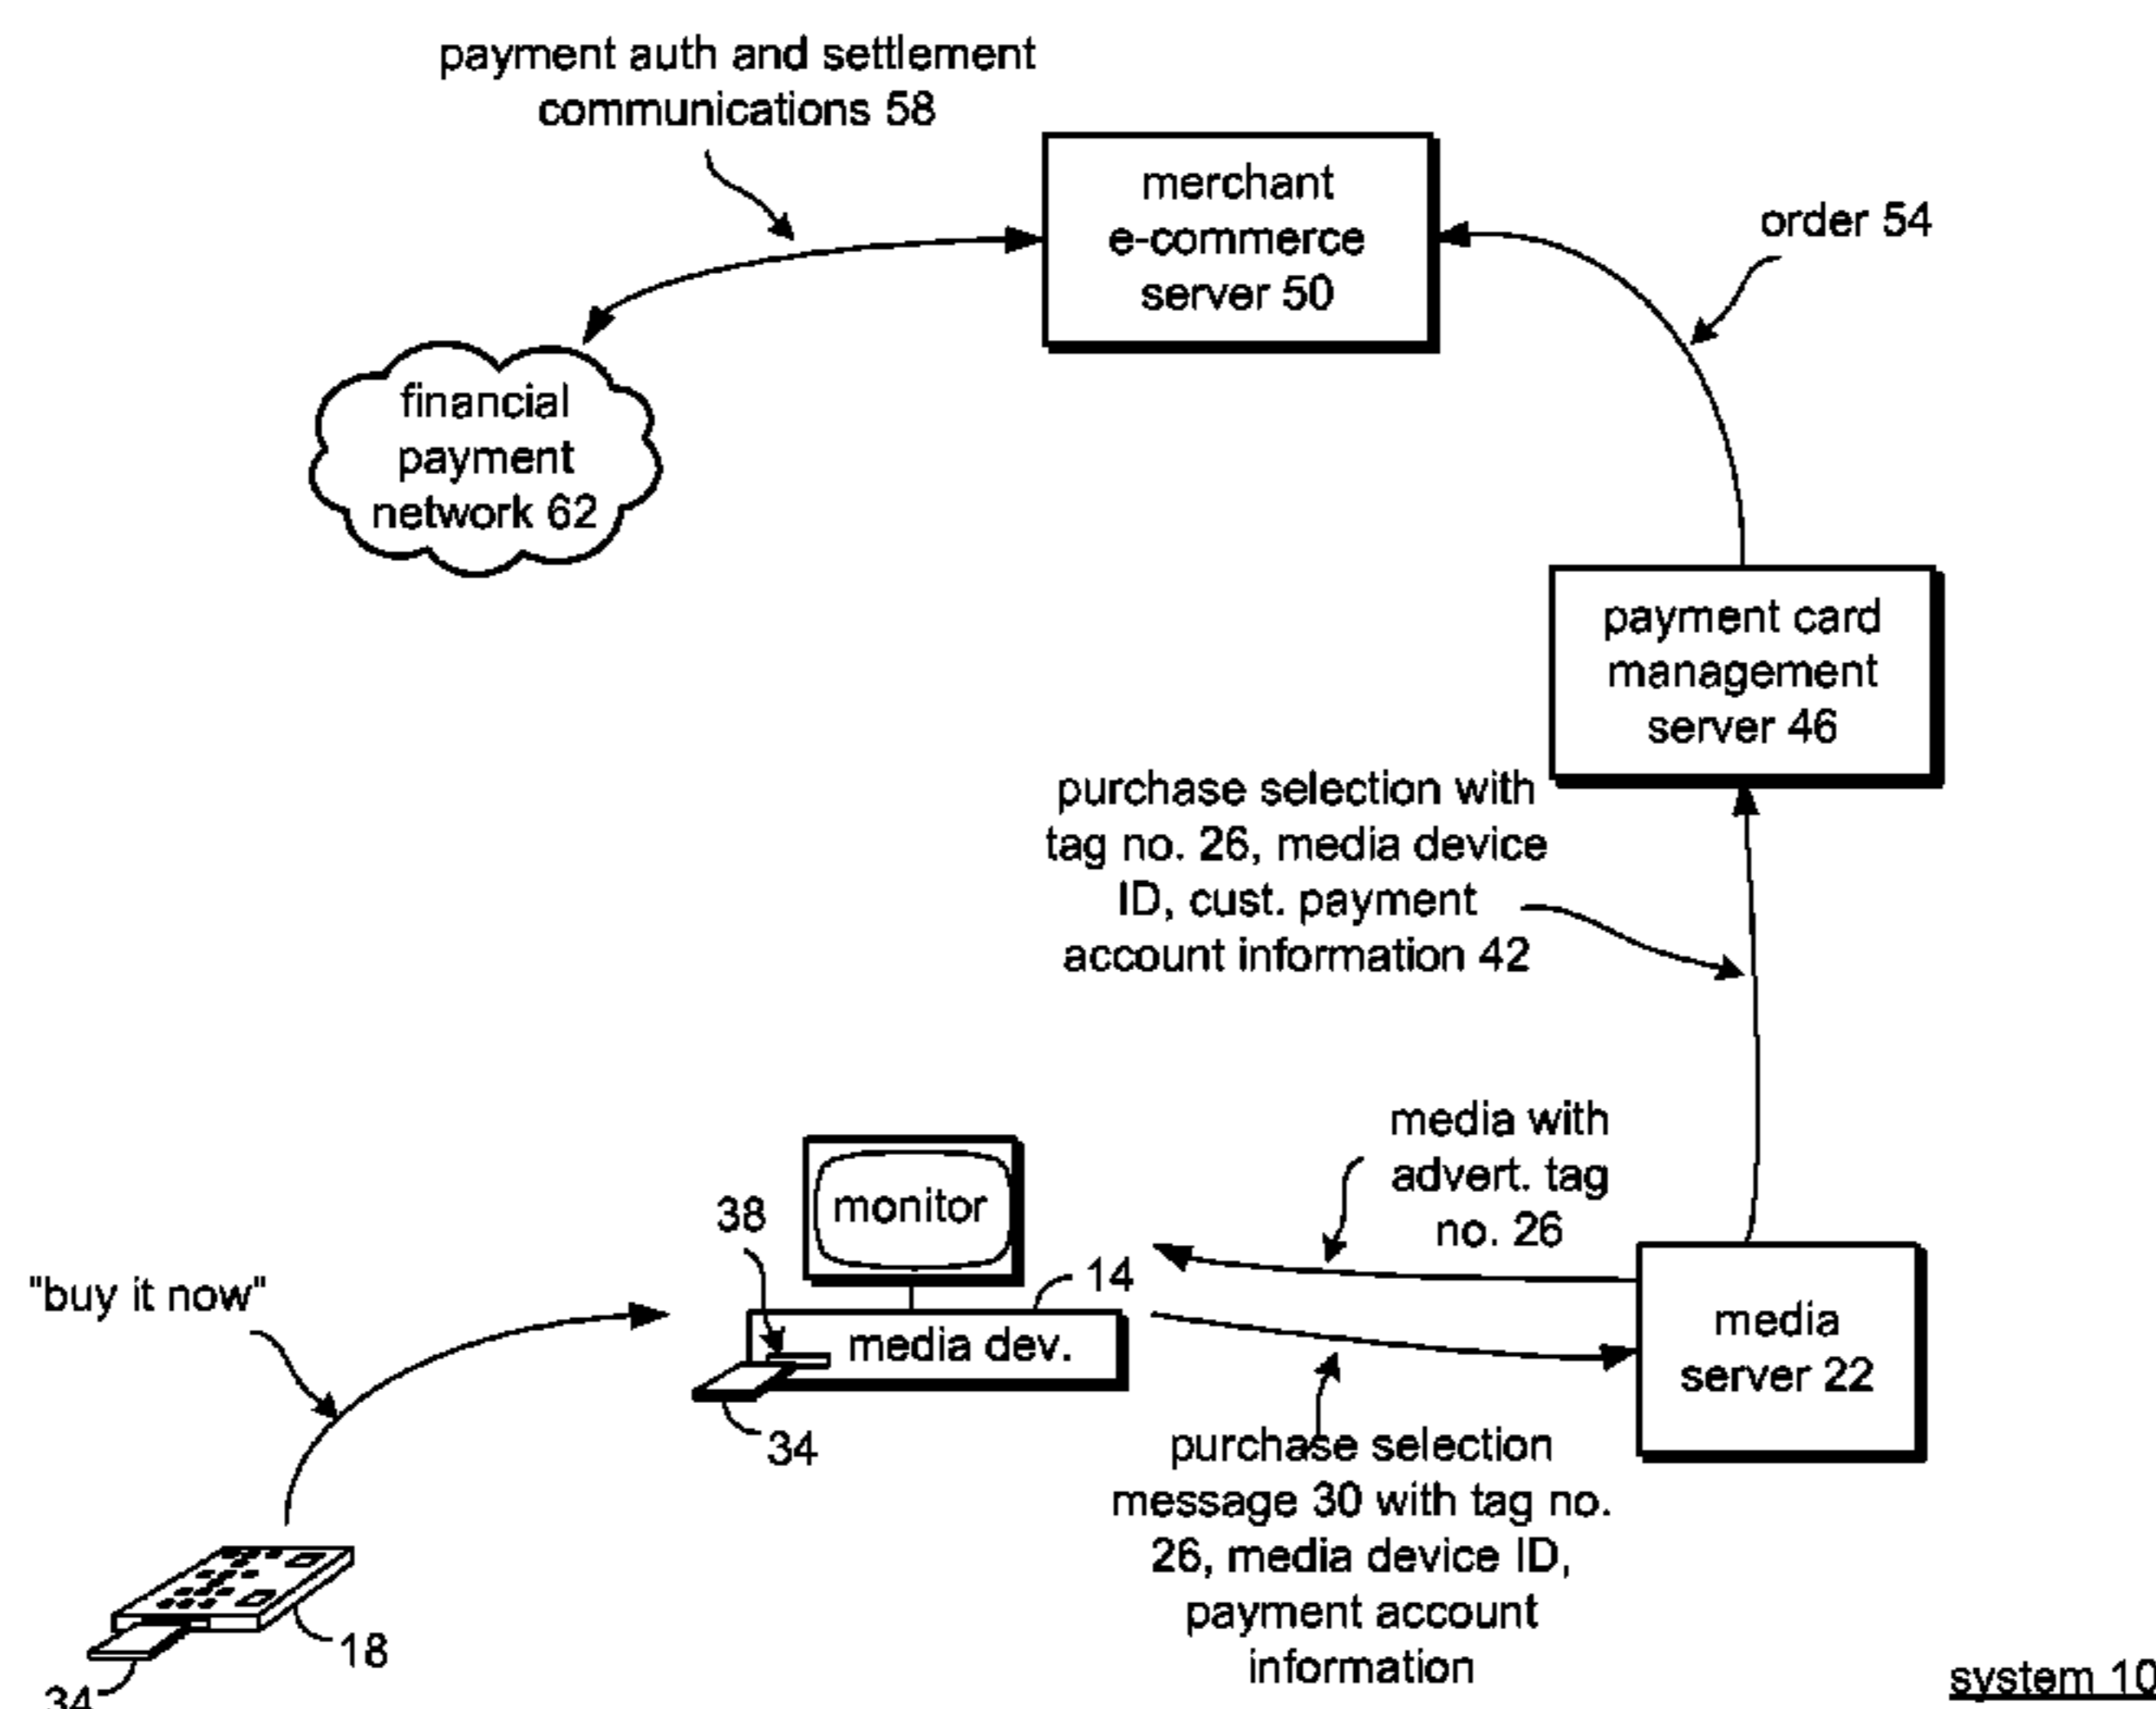 payment auth and settlement
communications 58
merchant
e-commerce
server 50
order 54
financial
payment
network 62
payment card
management
server 46
purchase selection with
tag no. 26, media device
ID, cust. payment
account information 42
media with
advert. tag
no. 26
monitor
38
14
"buy it now"
media dev.
media
server 22
34
purchase selection
message 30 with tag no.
26, media device ID,
payment account
information
18
34
system 10